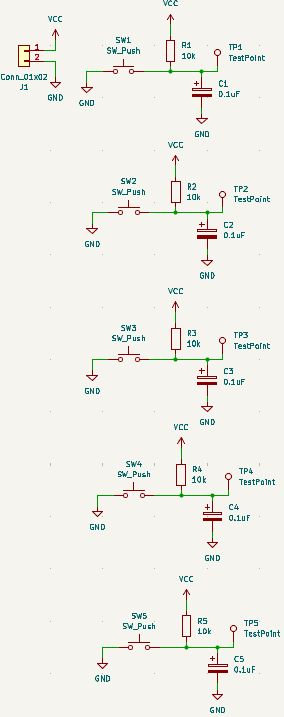 VCC
1
2
Conn_01x02
J1
GND
VCC
SW1
SW_Push
R1
10k
TP1
TestPoint
C1
0.1uF
GND
GND
VCC
SW2
SW_Push
R2
10k
TP2
TestPoint
C2
0.1uF
GND
GND
VCC
SW3
SW_Push
R3
10k
TP3
TestPoint
C3
0.1uF
GND
GND
VCC
SW4
SW_Push
R4
10k
TP4
TestPoint
C4
0.1uF
GND
GND
VCC
SW5
SW_Push
R5
10k
TP5
TestPoint
C5
0.1uF
GND
GND